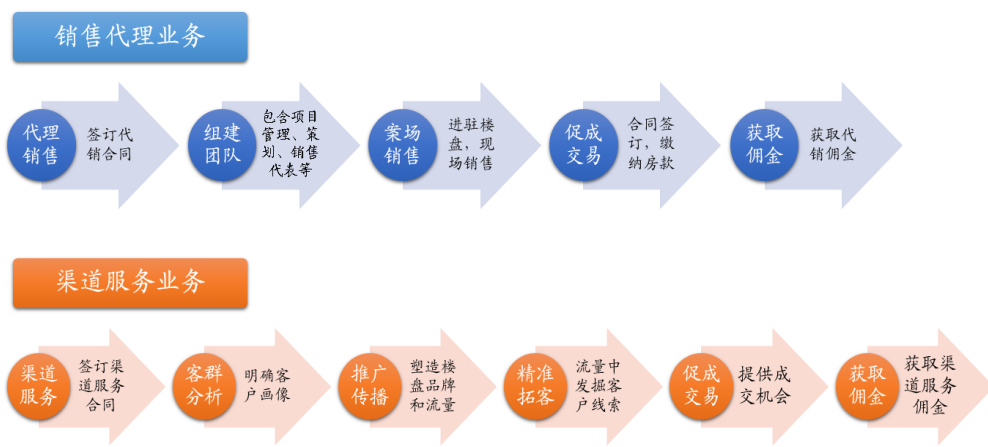 销售代理业务
代理
销售
签订代
销合同
组建
团队
包含项目
管理、策
划、销售
代表等
案场
销售
进驻楼
盘，现
场销售
促成
交易
合同签
订，缴
纳房款
获取
佣金
获取代
销佣金
渠道服务业务
渠道
服务
签订渠
道服务
合同
客群
分析
明确客
户画像
推广
传播
塑造楼
盘品牌
和流量
精准
拓客
流量中
发掘客
户线索
促成
交易
提供成
交机会
获取
佣金
获取渠
道服务
佣金